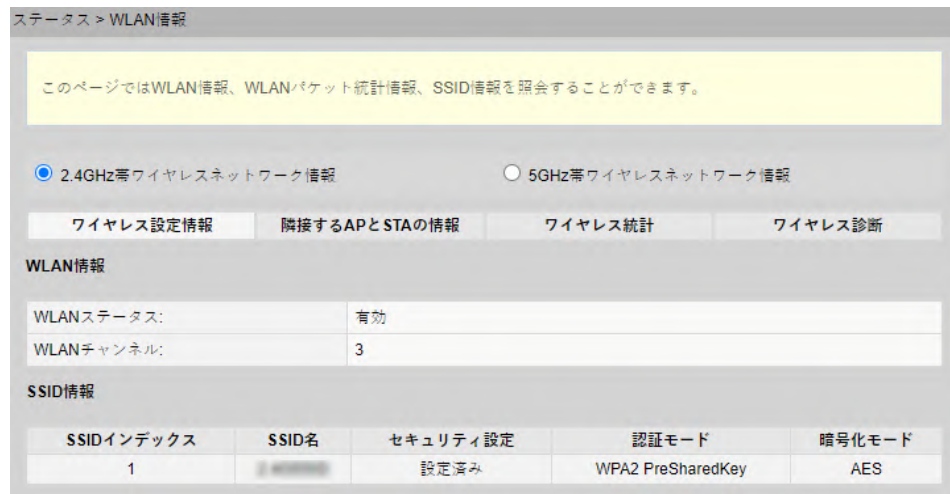 ステータス > WLAN情報
このページではWLAN情報、WLANパケット統計情報、SSID情報を照会することができます。
2.4GHz帯ワイヤレスネットワーク情報 5GHz帯ワイヤレスネットワーク情報
ワイヤレス設定情報 隣接するAPとSTAの情報 ワイヤレス統計 ワイヤレス診断
WLAN情報
WLANステータス: 有効
WLANチャンネル: 3
SSID情報
SSIDインデックス SSID名 セキュリティ設定 認証モード 暗号化モード
1 設定済み WPA2 PreSharedKey AES